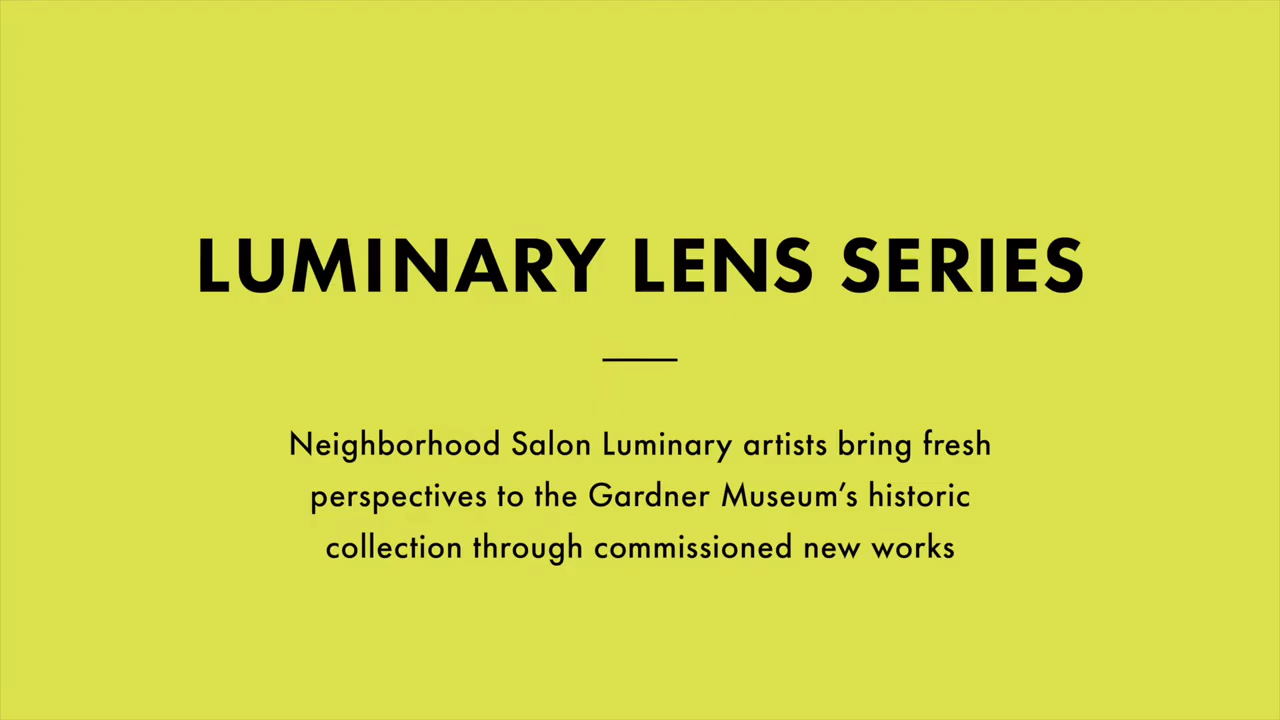 LUMINARY LENS SERIES
Neighborhood Salon Luminary artists bring fresh
perspectives to the Gardner Museum’s historic
collection through commissioned new works